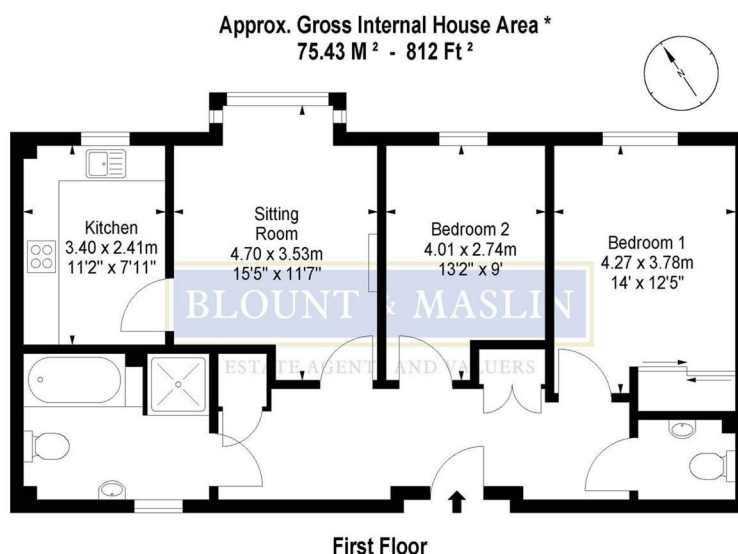 Approx. Gross Internal House Area *
75.43 M ² - 812 Ft ²
N
Kitchen
3.40 x 2.41m
11'2" x 7'11"
Sitting
Room
4.70 x 3.53m
15'5" x 11'7"
Bedroom 2
4.01 x 2.74m
13'2" x 9'
Bedroom 1
4.27 x 3.78m
14' x 12'5"
BLOUNT & MASLIN
ESTATE AGENTS AND VALUERS
First Floor